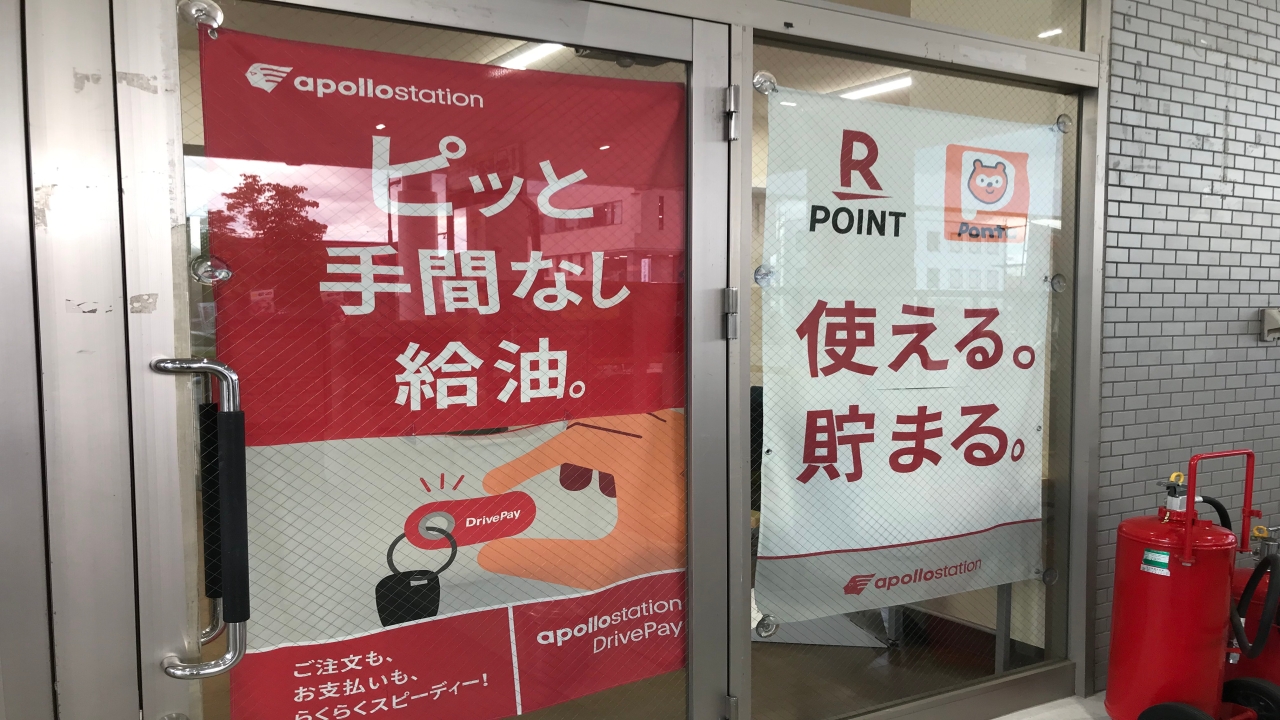 apollostation
ピッと
手間なし
給油。
DrivePay
apollostation
DrivePay
ご注文も、
お支払いも、
らくらくスピーディー!
R
POINT
Ponta
使える。
貯まる。
apollostation